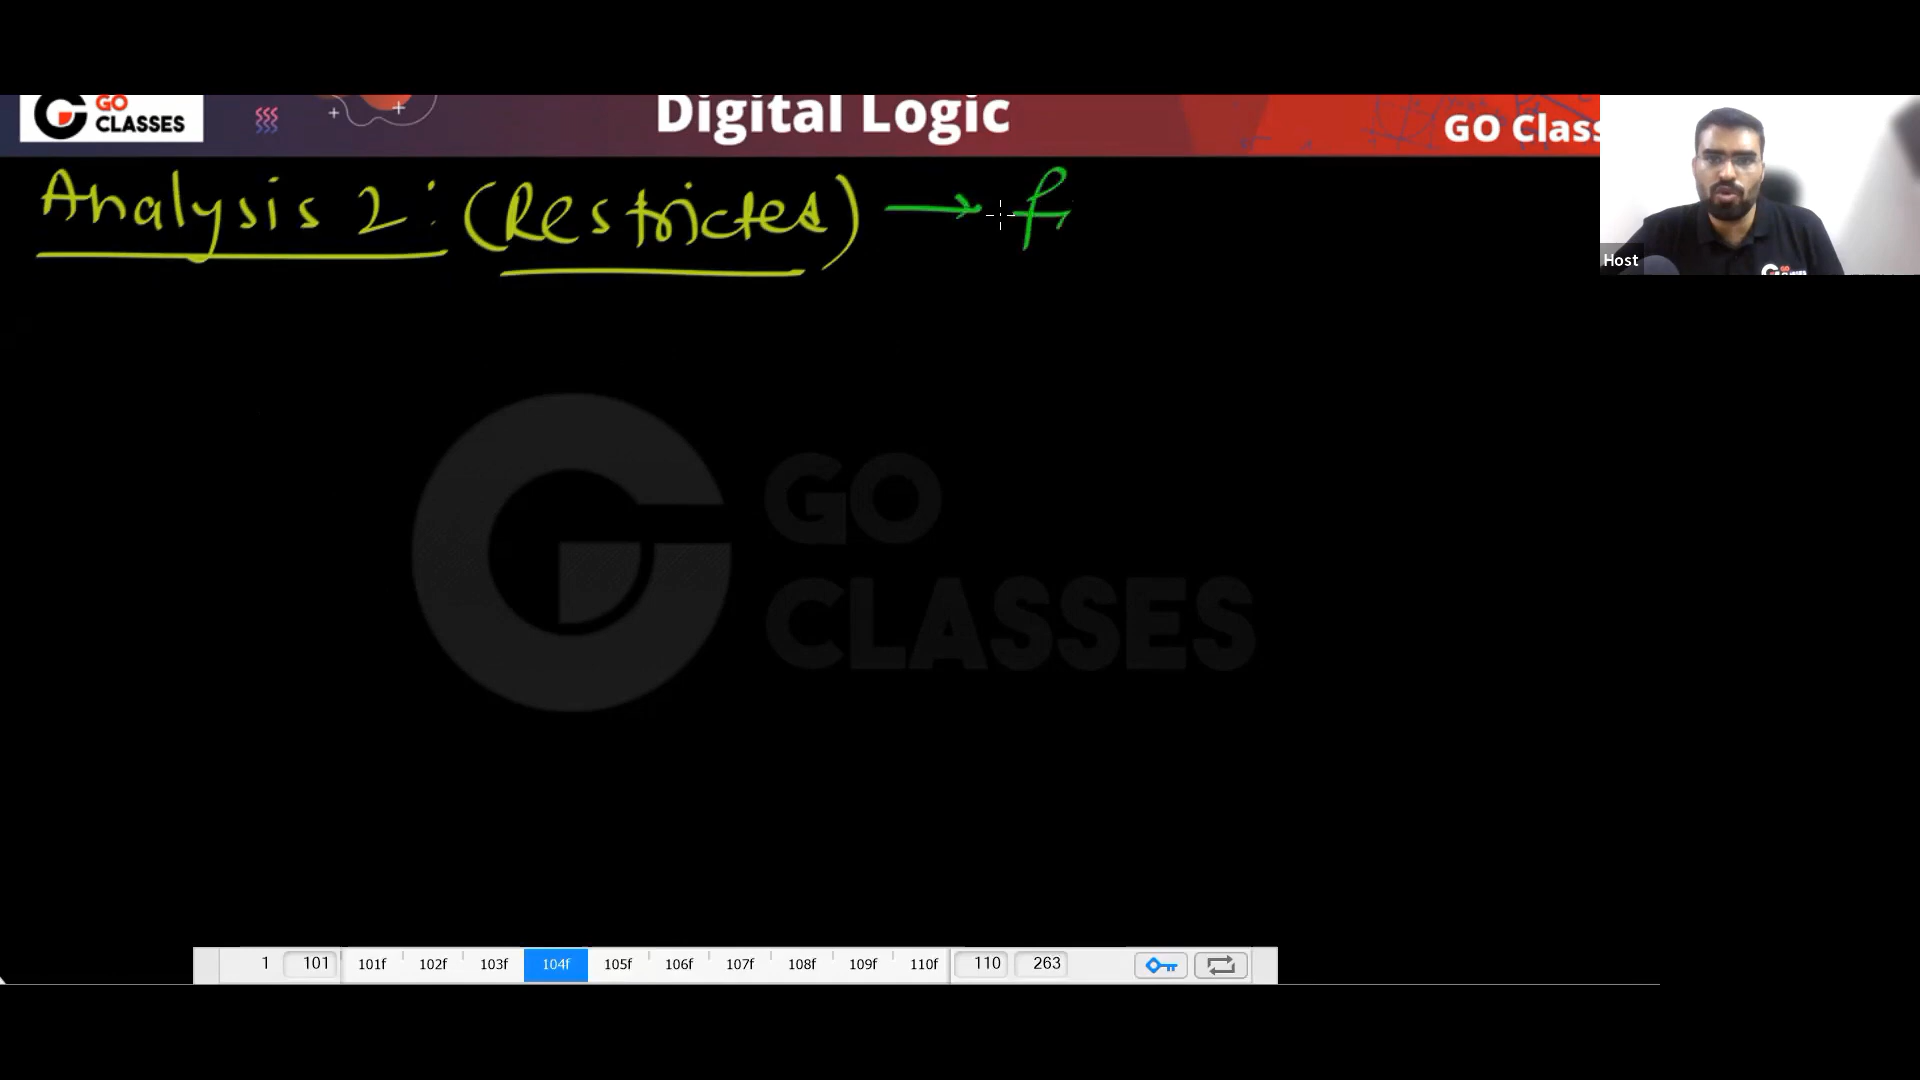 GO
CLASSES
Digital Logic
GO Class
Analysis 2: (Restricted) → f
Host
GO
CLASSES
1 101 101f 102f 103f 104f 105f 106f 107f 108f 109f 110f 110 263